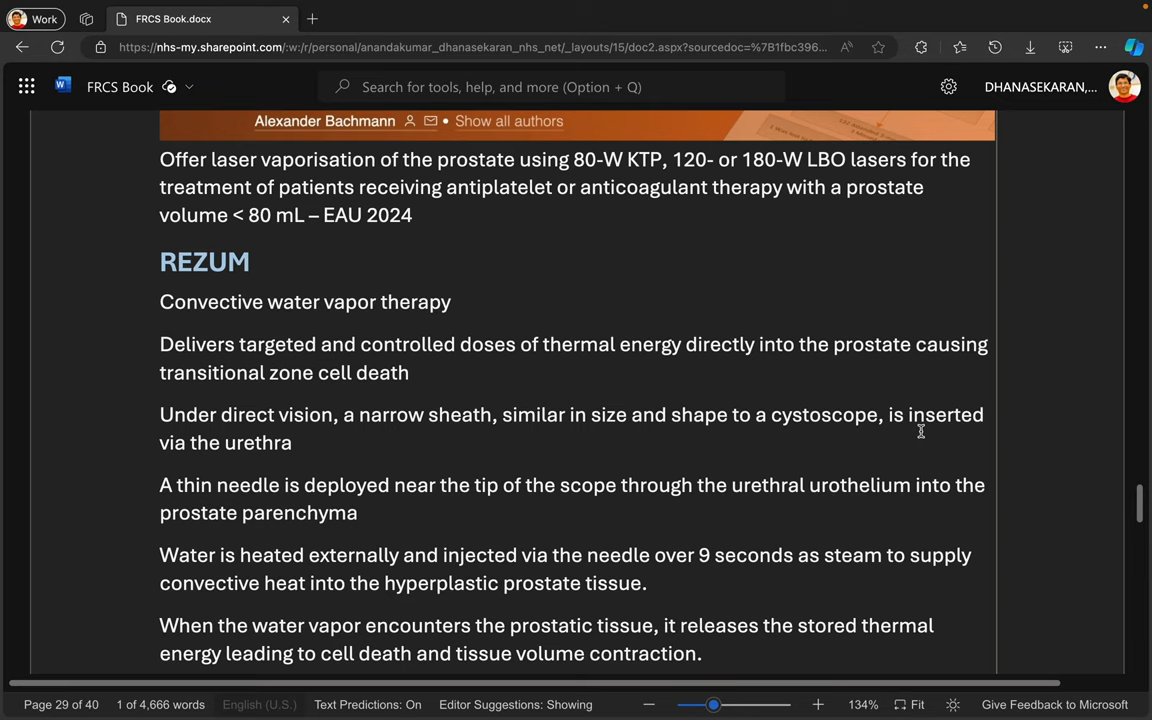 Work
FRCS Book.docx
https://nhs-my.sharepoint.com/:w:/r/personal/anandakumar_dhanasekaran_nhs_net/_layouts/15/doc2.aspx?sourcedoc=%7B1fbc396...
FRCS Book
Search for tools, help, and more (Option + Q)
DHANASEKARAN,...
Alexander Bachmann • Show all authors
Offer laser vaporisation of the prostate using 80-W KTP, 120- or 180-W LBO lasers for the
treatment of patients receiving antiplatelet or anticoagulant therapy with a prostate
volume < 80 mL – EAU 2024
REZUM
Convective water vapor therapy
Delivers targeted and controlled doses of thermal energy directly into the prostate causing
transitional zone cell death
Under direct vision, a narrow sheath, similar in size and shape to a cystoscope, is inserted
via the urethra
A thin needle is deployed near the tip of the scope through the urethral urothelium into the
prostate parenchyma
Water is heated externally and injected via the needle over 9 seconds as steam to supply
convective heat into the hyperplastic prostate tissue.
When the water vapor encounters the prostatic tissue, it releases the stored thermal
energy leading to cell death and tissue volume contraction.
Page 29 of 40 1 of 4,666 words English (U.S.) Text Predictions: On Editor Suggestions: Showing 134% Fit Give Feedback to Microsoft